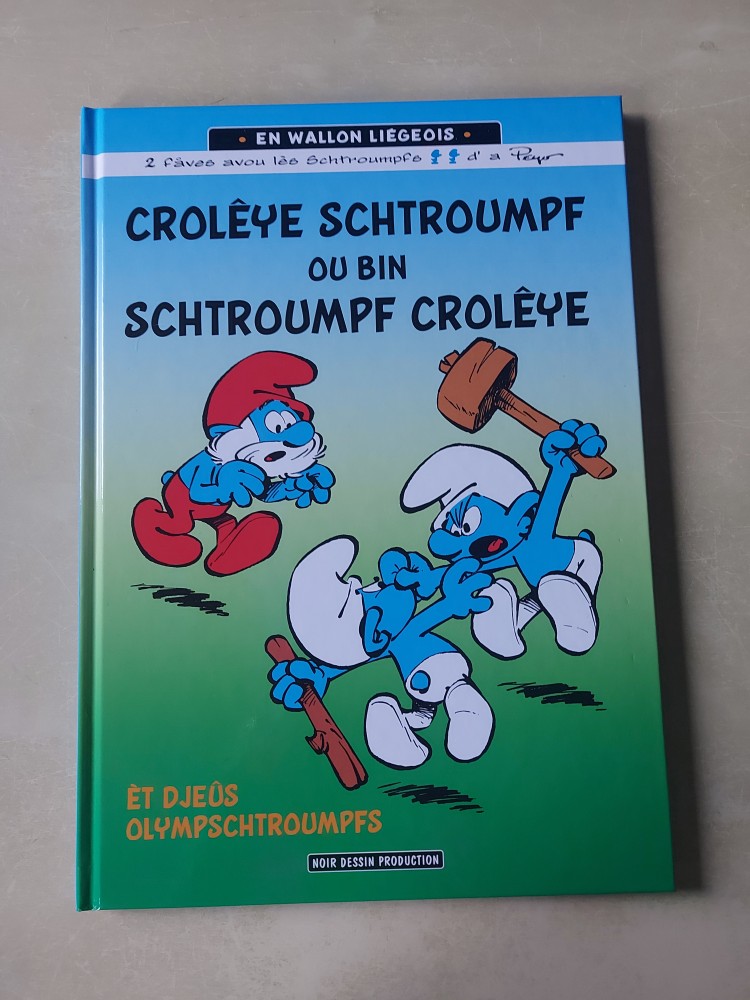 • EN WALLON LIÉGEOIS •
2 fâves avou lès Schtroumpfs d' a Peyo
CROLÊYE SCHTROUMPF
OU BIN
SCHTROUMPF CROLÊYE
ÈT DJEÛS
OLYMPSCHTROUMPFS
NOIR DESSIN PRODUCTION